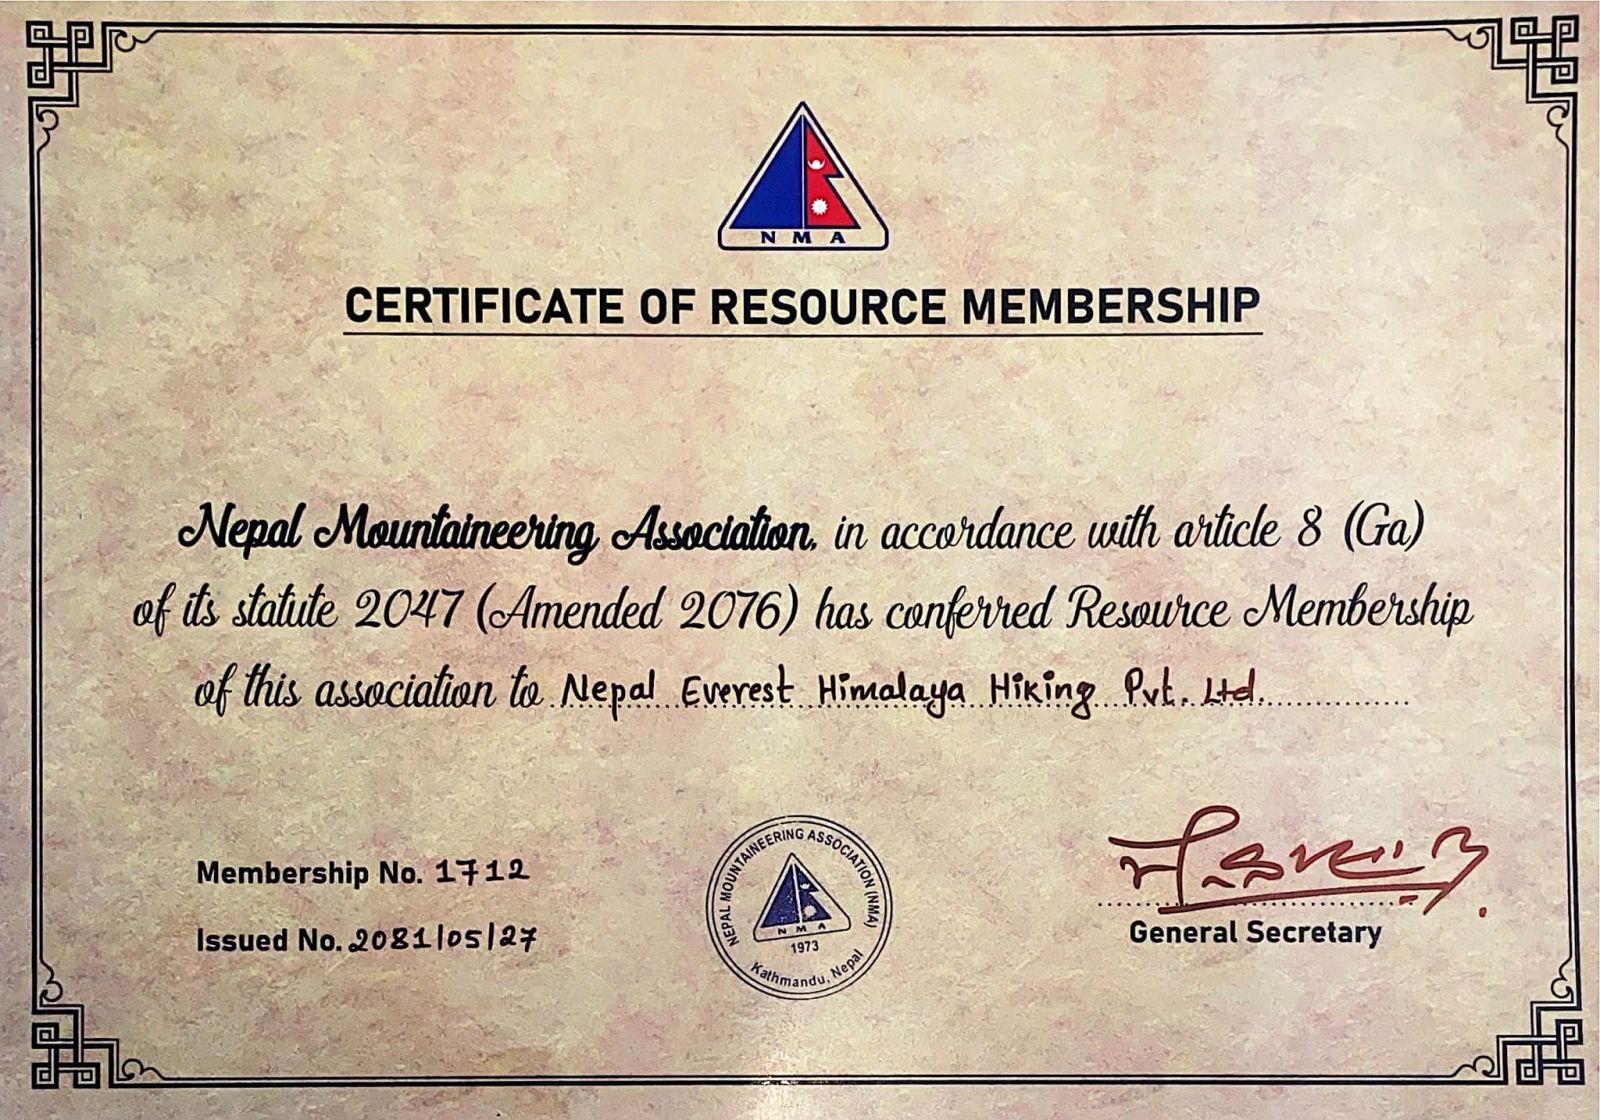 NMA
CERTIFICATE OF RESOURCE MEMBERSHIP
Nepal Mountaineering Association, in accordance with article 8 (Ga)
of its statute 2047 (Amended 2076) has conferred Resource Membership
of this association to Nepal Everest Himalaya Hiking Pvt. Ltd.
Membership No. 1712
Issued No. 2081/05/27
NEPAL MOUNTAINEERING ASSOCIATION (NMA)
NMA
1973
Kathmandu, Nepal
General Secretary